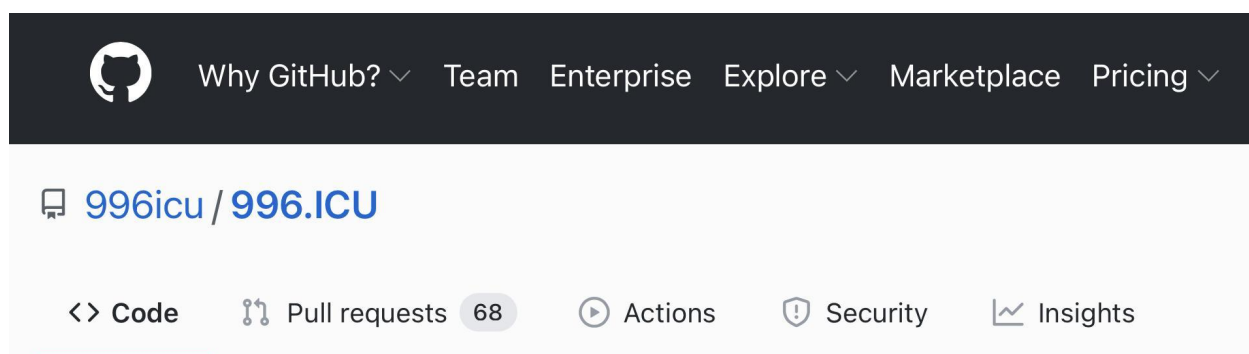 Why GitHub? Team Enterprise Explore Marketplace Pricing
996icu / 996.ICU
<> Code Pull requests 68 Actions Security Insights